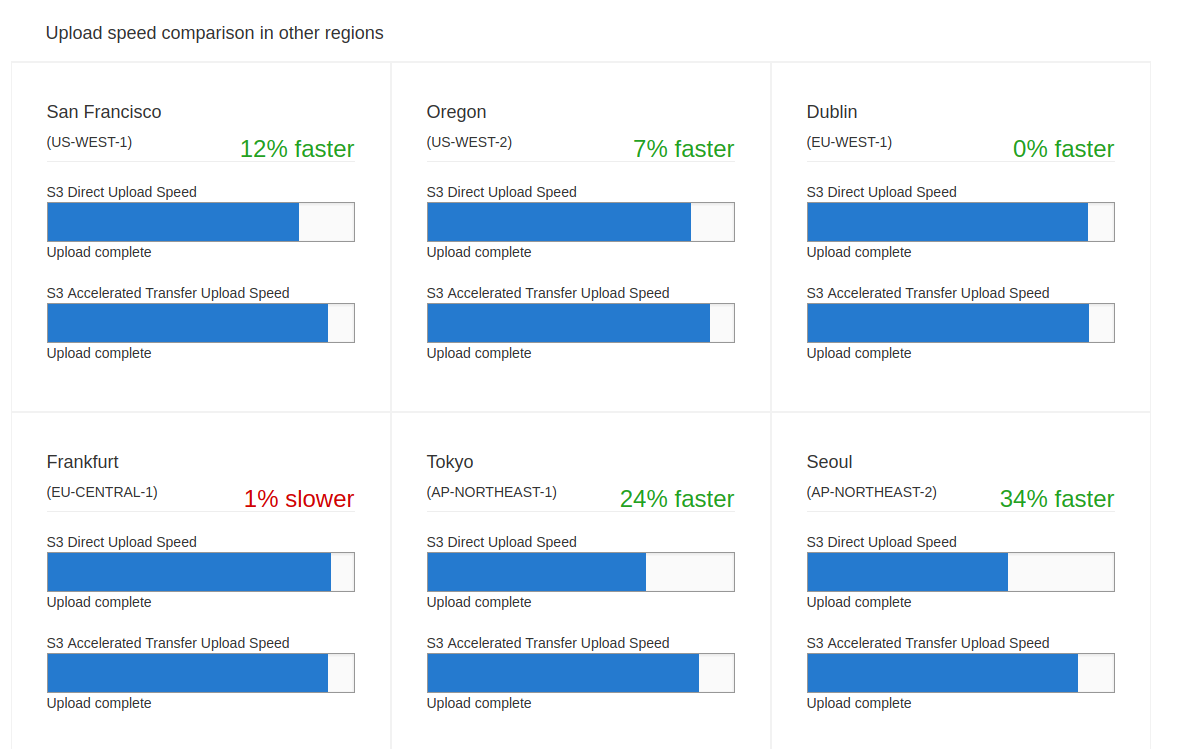 Upload speed comparison in other regions
San Francisco
(US-WEST-1)
12% faster
S3 Direct Upload Speed
Upload complete
S3 Accelerated Transfer Upload Speed
Upload complete
Oregon
(US-WEST-2)
7% faster
S3 Direct Upload Speed
Upload complete
S3 Accelerated Transfer Upload Speed
Upload complete
Dublin
(EU-WEST-1)
0% faster
S3 Direct Upload Speed
Upload complete
S3 Accelerated Transfer Upload Speed
Upload complete
Frankfurt
(EU-CENTRAL-1)
1% slower
S3 Direct Upload Speed
Upload complete
S3 Accelerated Transfer Upload Speed
Upload complete
Tokyo
(AP-NORTHEAST-1)
24% faster
S3 Direct Upload Speed
Upload complete
S3 Accelerated Transfer Upload Speed
Upload complete
Seoul
(AP-NORTHEAST-2)
34% faster
S3 Direct Upload Speed
Upload complete
S3 Accelerated Transfer Upload Speed
Upload complete